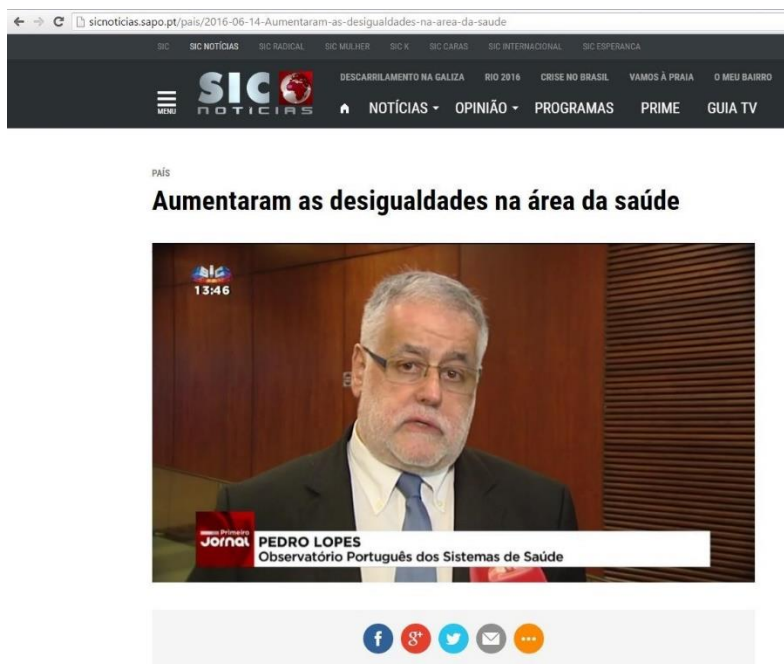 sicnoticias.sapo.pt/pais/2016-06-14-Aumentaram-as-desigualdades-na-area-da-saude
SIC SIC NOTÍCIAS SIC RADICAL SIC MULHER SIC K SIC CARAS SIC INTERNACIONAL SIC ESPERANCA
DESCARRILAMENTO NA GALIZA RIO 2016 CRISE NO BRASIL VAMOS À PRAIA O MEU BAIRRO
MENU
SIC
NOTICIAS
NOTÍCIAS OPINIÃO PROGRAMAS PRIME GUIA TV
PAÍS
Aumentaram as desigualdades na área da saúde
SIC
13:46
Primeiro
Jornal
PEDRO LOPES
Observatório Português dos Sistemas de Saúde
f g+